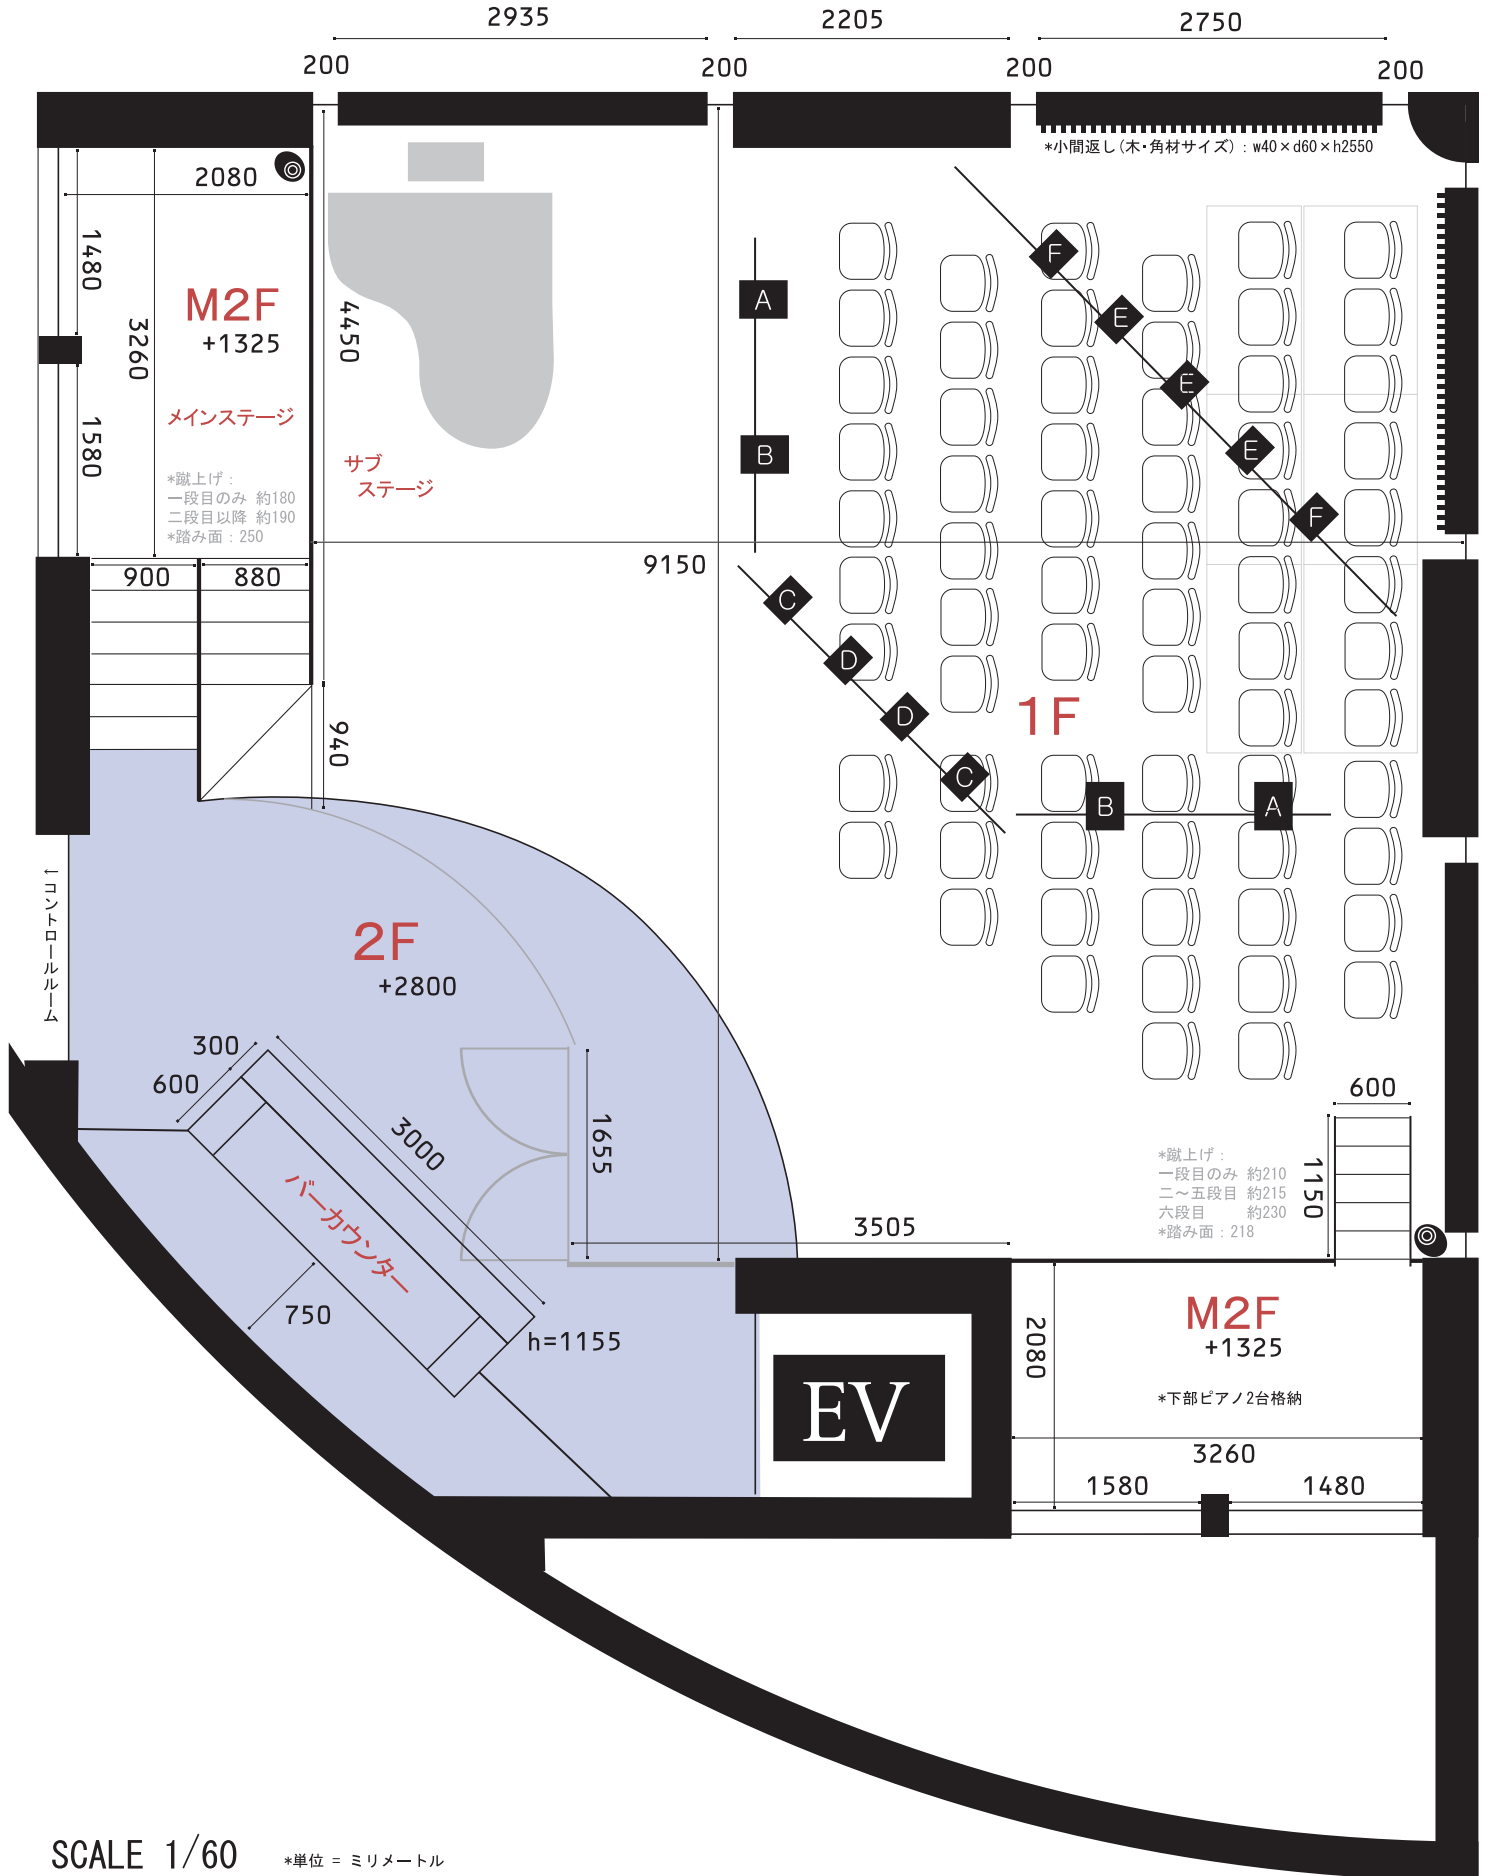 2935
2205
2750
200
200
200
200
*小間返し(木・角材サイズ):w40×d60×h2550
2080
1480
M2F
+1325
3260
4450
メインステージ
1580
サブ
ステージ
*蹴上げ:
一段目のみ 約180
二段目以降 約190
*踏み面:250
900
880
9150
940
A
B
F
E
E
E
F
C
D
D
C
1F
B
A
←コントロールルーム
2F
+2800
300
600
3000
1655
バーカウンター
750
h=1155
3505
600
*蹴上げ:
一段目のみ 約210
二〜五段目 約215
六段目 約230
*踏み面:218
1150
EV
2080
M2F
+1325
*下部ピアノ2台格納
3260
1580
1480
SCALE 1/60
*単位 = ミリメートル